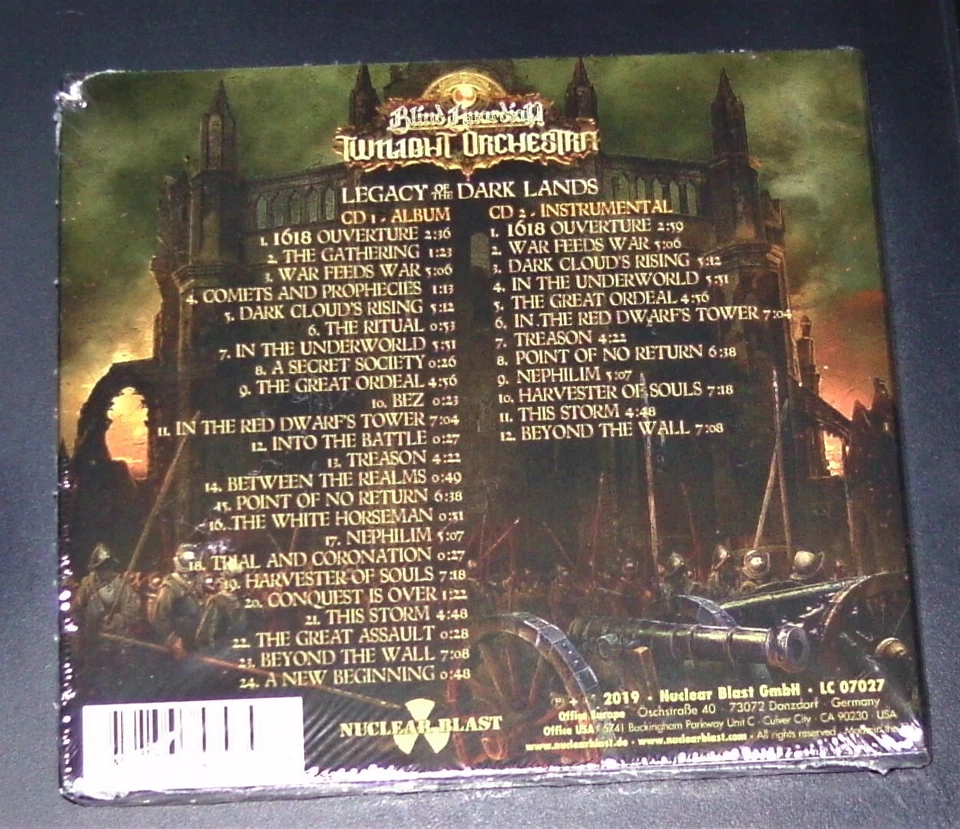 Blind Guardian
TWILIGHT ORCHESTRA
LEGACY OF THE DARK LANDS
CD 1 - ALBUM
1. 1618 OUVERTURE 2:36
2. THE GATHERING 1:23
3. WAR FEEDS WAR 5:06
4. COMETS AND PROPHECIES 1:13
5. DARK CLOUD'S RISING 5:12
6. THE RITUAL 0:53
7. IN THE UNDERWORLD 5:51
8. A SECRET SOCIETY 0:26
9. THE GREAT ORDEAL 4:56
10. BEZ 0:23
11. IN THE RED DWARF'S TOWER 7:04
12. INTO THE BATTLE 0:27
13. TREASON 4:22
14. BETWEEN THE REALMS 0:49
15. POINT OF NO RETURN 6:38
16. THE WHITE HORSEMAN 0:51
17. NEPHILIM 5:07
18. TRIAL AND CORONATION 0:27
19. HARVESTER OF SOULS 7:18
20. CONQUEST IS OVER 1:22
21. THIS STORM 4:48
22. THE GREAT ASSAULT 0:28
23. BEYOND THE WALL 7:08
24. A NEW BEGINNING 0:48
CD 2 - INSTRUMENTAL
1. 1618 OUVERTURE 2:59
2. WAR FEEDS WAR 5:06
3. DARK CLOUD'S RISING 5:12
4. IN THE UNDERWORLD 5:51
5. THE GREAT ORDEAL 4:56
6. IN THE RED DWARF'S TOWER 7:04
7. TREASON 4:22
8. POINT OF NO RETURN 6:38
9. NEPHILIM 5:07
10. HARVESTER OF SOULS 7:18
11. THIS STORM 4:48
12. BEYOND THE WALL 7:08
NUCLEAR BLAST
2019 · Nuclear Blast GmbH · LC 07027
Office Europe Öschstraße 40 · 73072 Donzdorf · Germany
Office USA 5741 Buckingham Parkway Unit C · Culver City · CA 90230 · USA
www.nuclearblast.de · www.nuclearblast.com · All rights reserved · Made in the